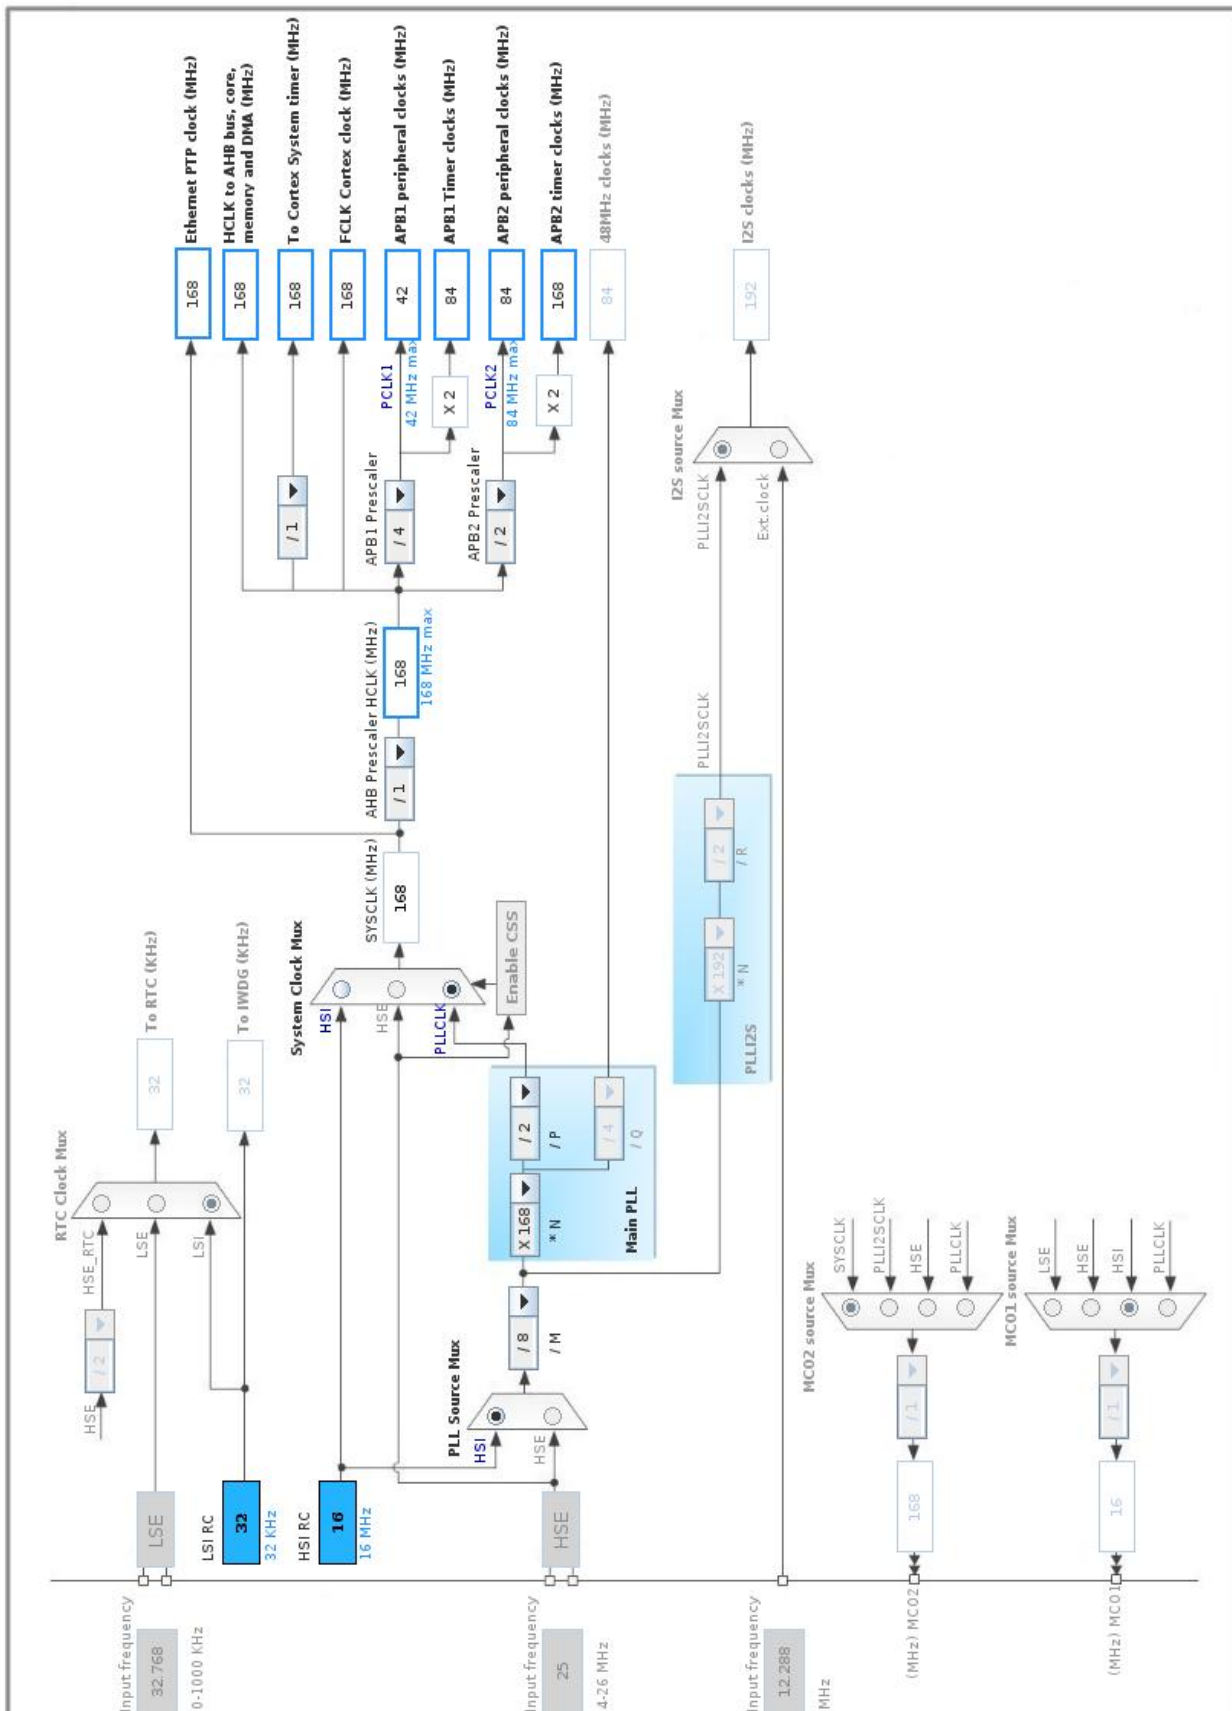 RTC Clock Mux
HSE
/ 2
HSE_RTC
LSE
LSI
32
To RTC (KHz)
32
To IWDG (KHz)
Input frequency
32.768
0-1000 KHz
LSE
LSI RC
32
32 KHz
HSI RC
16
16 MHz
System Clock Mux
HSI
HSE
PLLCLK
Enable CSS
SYSCLK (MHz)
168
AHB Prescaler
/ 1
HCLK (MHz)
168
168 MHz max
168
Ethernet PTP clock (MHz)
168
HCLK to AHB bus, core,
memory and DMA (MHz)
/ 1
168
To Cortex System timer (MHz)
168
FCLK Cortex clock (MHz)
APB1 Prescaler
/ 4
PCLK1
42 MHz max
42
APB1 peripheral clocks (MHz)
X 2
84
APB1 Timer clocks (MHz)
APB2 Prescaler
/ 2
PCLK2
84 MHz max
84
APB2 peripheral clocks (MHz)
X 2
168
APB2 timer clocks (MHz)
84
48MHz clocks (MHz)
Input frequency
25
4-26 MHz
HSE
PLL Source Mux
HSI
HSE
/ 8
/ M
X 168
* N
/ 2
/ P
/ 4
/ Q
Main PLL
X 192
* N
/ 2
/ R
PLLI2S
PLLI2SCLK
I2S source Mux
PLLI2SCLK
Ext.clock
192
I2S clocks (MHz)
Input frequency
12.288
MHz
MCO2 source Mux
SYSCLK
PLLI2SCLK
HSE
PLLCLK
/ 1
168
(MHz) MCO2
MCO1 source Mux
LSE
HSE
HSI
PLLCLK
/ 1
16
(MHz) MCO1